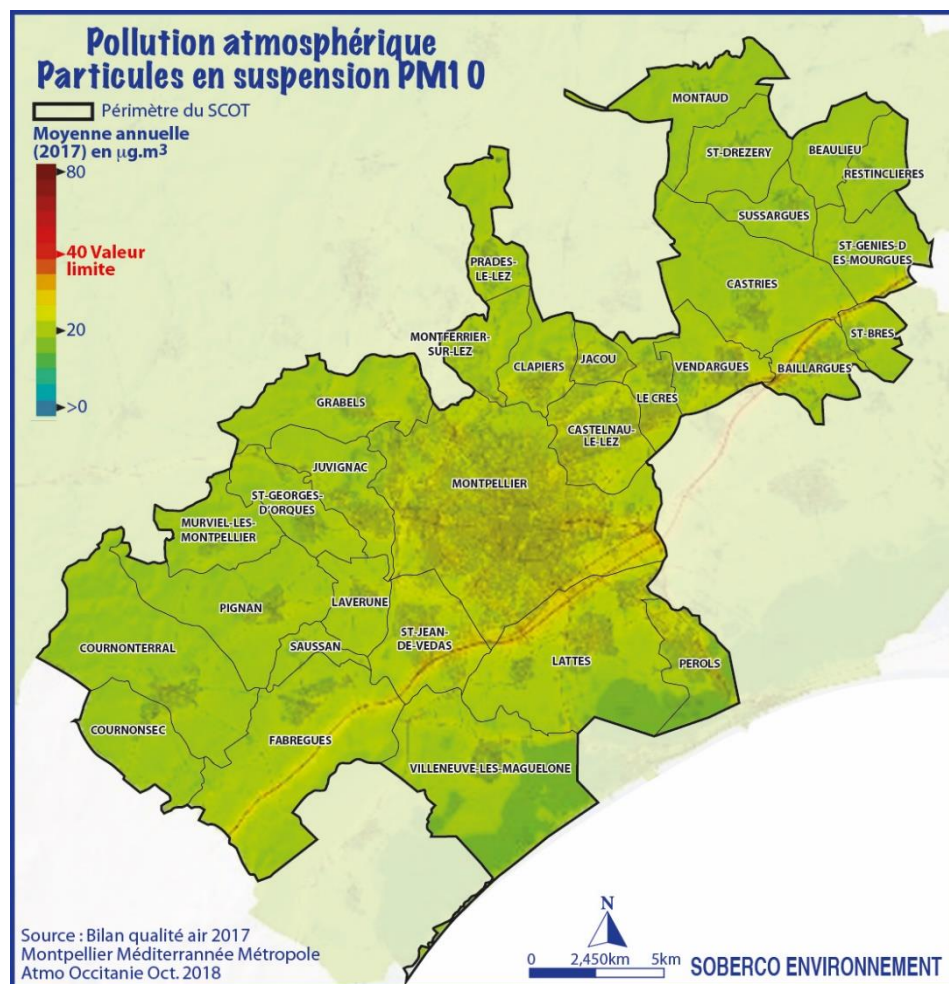 Pollution atmosphérique
Particules en suspension PM10
Périmètre du SCOT
Moyenne annuelle
(2017) en µg.m3
80
40 Valeur
limite
20
>0
MONTAUD
ST-DREZERY
BEAULIEU
RESTINCLIERES
SUSSARGUES
ST-GENIES-D
ES-MOURGUES
PRADES-
LE-LEZ
CASTRIES
MONTFERRIER-
SUR-LEZ
ST-BRES
CLAPIERS
JACOU
VENDARGUES
BAILLARGUES
GRABELS
LE CRES
CASTELNAU-
LE-LEZ
JUVIGNAC
MONTPELLIER
ST-GEORGES-
D'ORQUES
MURVIEL-LES-
MONTPELLIER
PIGNAN
LAVERUNE
ST-JEAN-
DE-VEDAS
COURNONTERRAL
SAUSSAN
LATTES
PEROLS
COURNONSEC
FABREGUES
VILLENEUVE-LES-MAGUELONE
Source : Bilan qualité air 2017
Montpellier Méditerrannée Métropole
Atmo Occitanie Oct. 2018
N
0 2,450km 5km
SOBERCO ENVIRONNEMENT